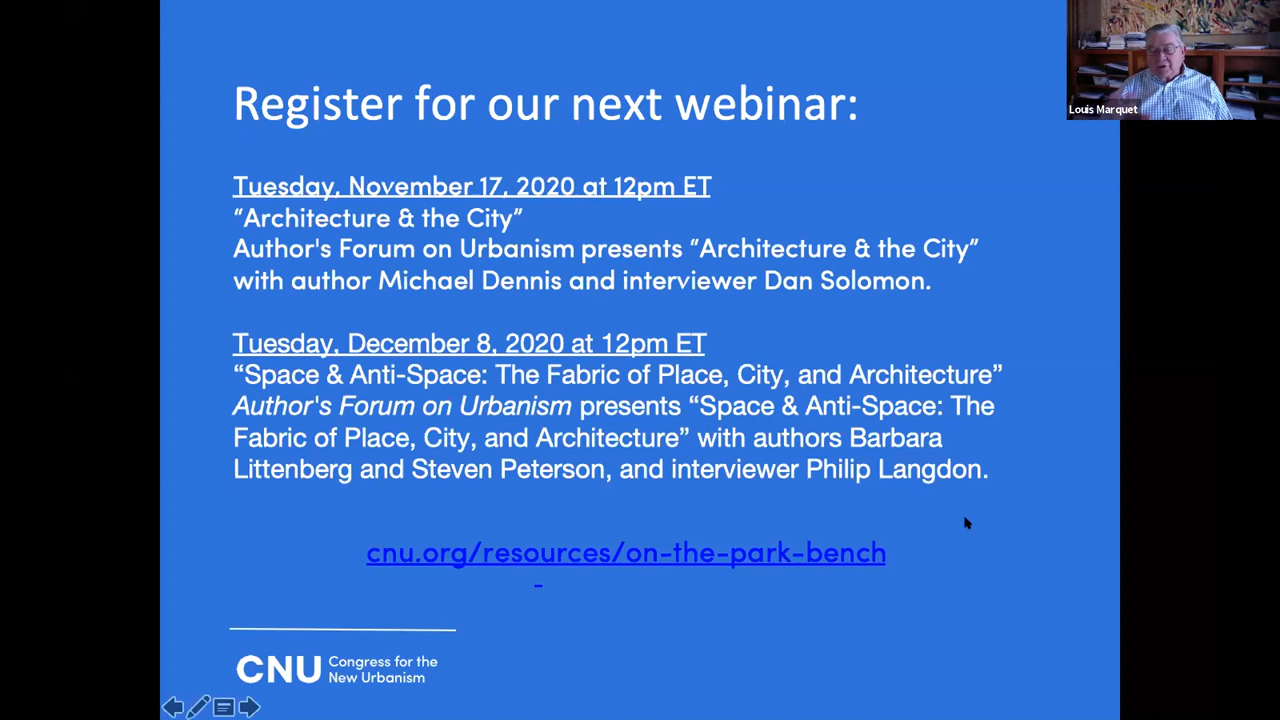 Register for our next webinar:
Louis Marquet
Tuesday, November 17, 2020 at 12pm ET
“Architecture & the City”
Author's Forum on Urbanism presents “Architecture & the City”
with author Michael Dennis and interviewer Dan Solomon.
Tuesday, December 8, 2020 at 12pm ET
“Space & Anti-Space: The Fabric of Place, City, and Architecture”
Author's Forum on Urbanism presents “Space & Anti-Space: The
Fabric of Place, City, and Architecture” with authors Barbara
Littenberg and Steven Peterson, and interviewer Philip Langdon.
cnu.org/resources/on-the-park-bench
CNU Congress for the
New Urbanism